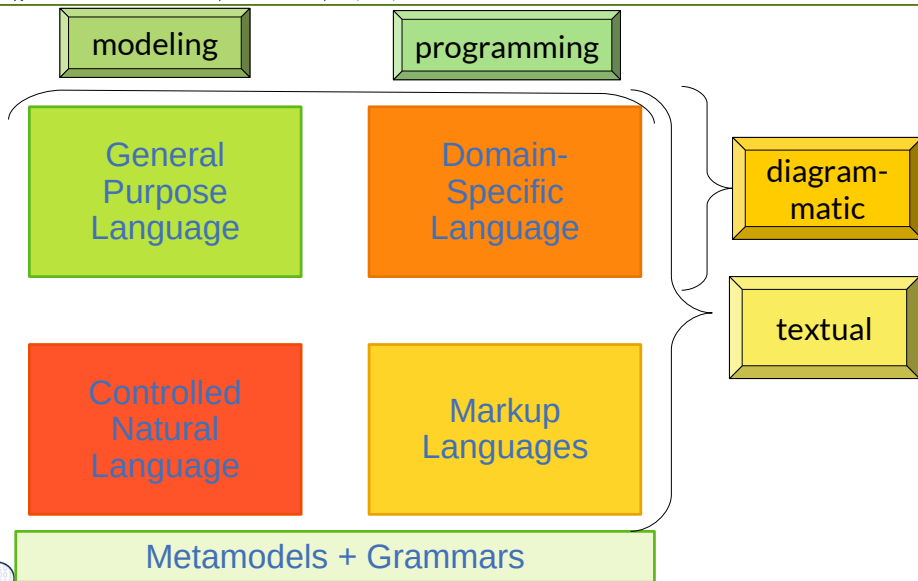 modeling
programming
General
Purpose
Language
Domain-
Specific
Language
diagram-
matic
textual
Controlled
Natural
Language
Markup
Languages
Metamodels + Grammars